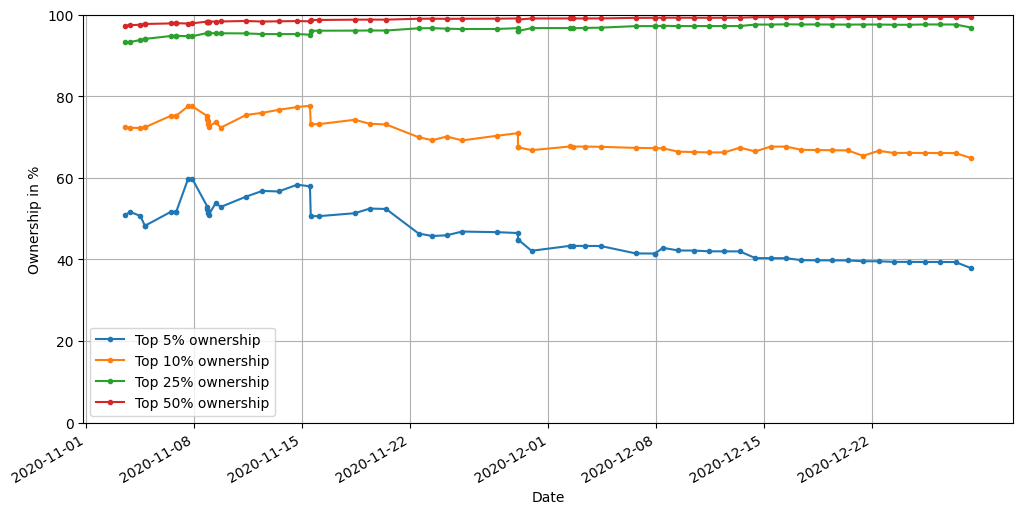 100
80
60
40
20
0
Ownership in %
Top 5% ownership
Top 10% ownership
Top 25% ownership
Top 50% ownership
2020-11-01
2020-11-08
2020-11-15
2020-11-22
2020-12-01
2020-12-08
2020-12-15
2020-12-22
Date